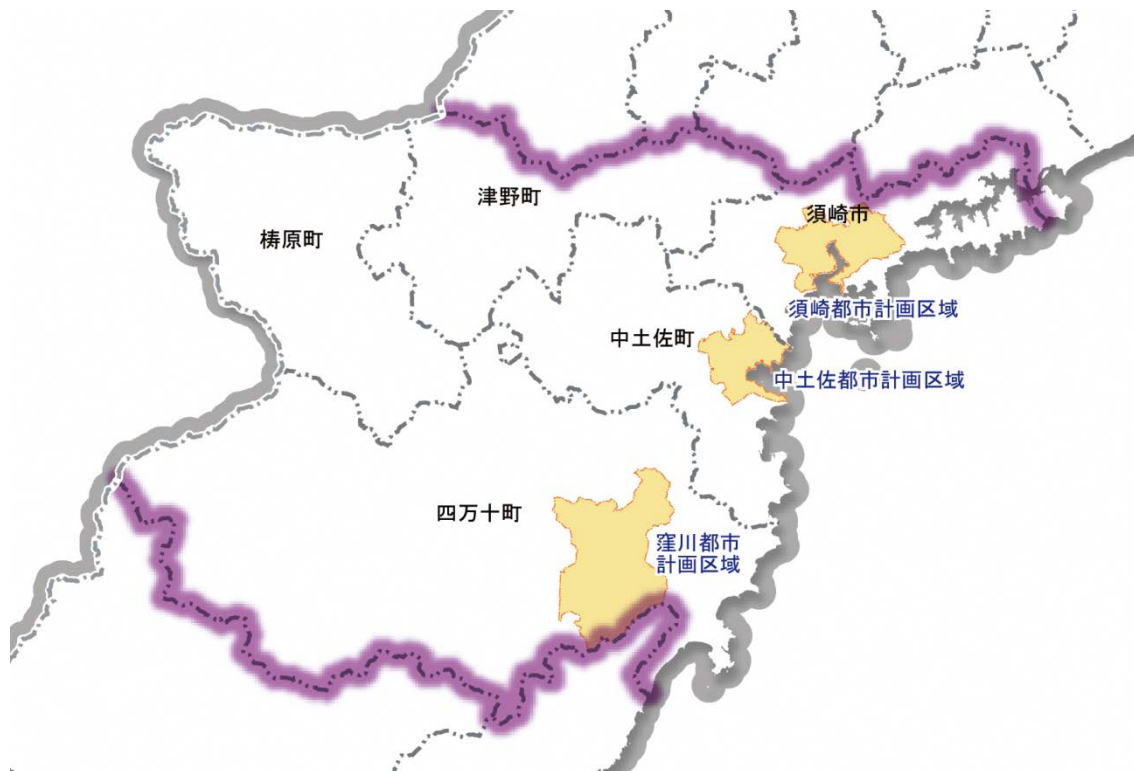 津野町
須崎市
梼原町
須崎都市計画区域
中土佐町
中土佐都市計画区域
四万十町
窪川都市
計画区域